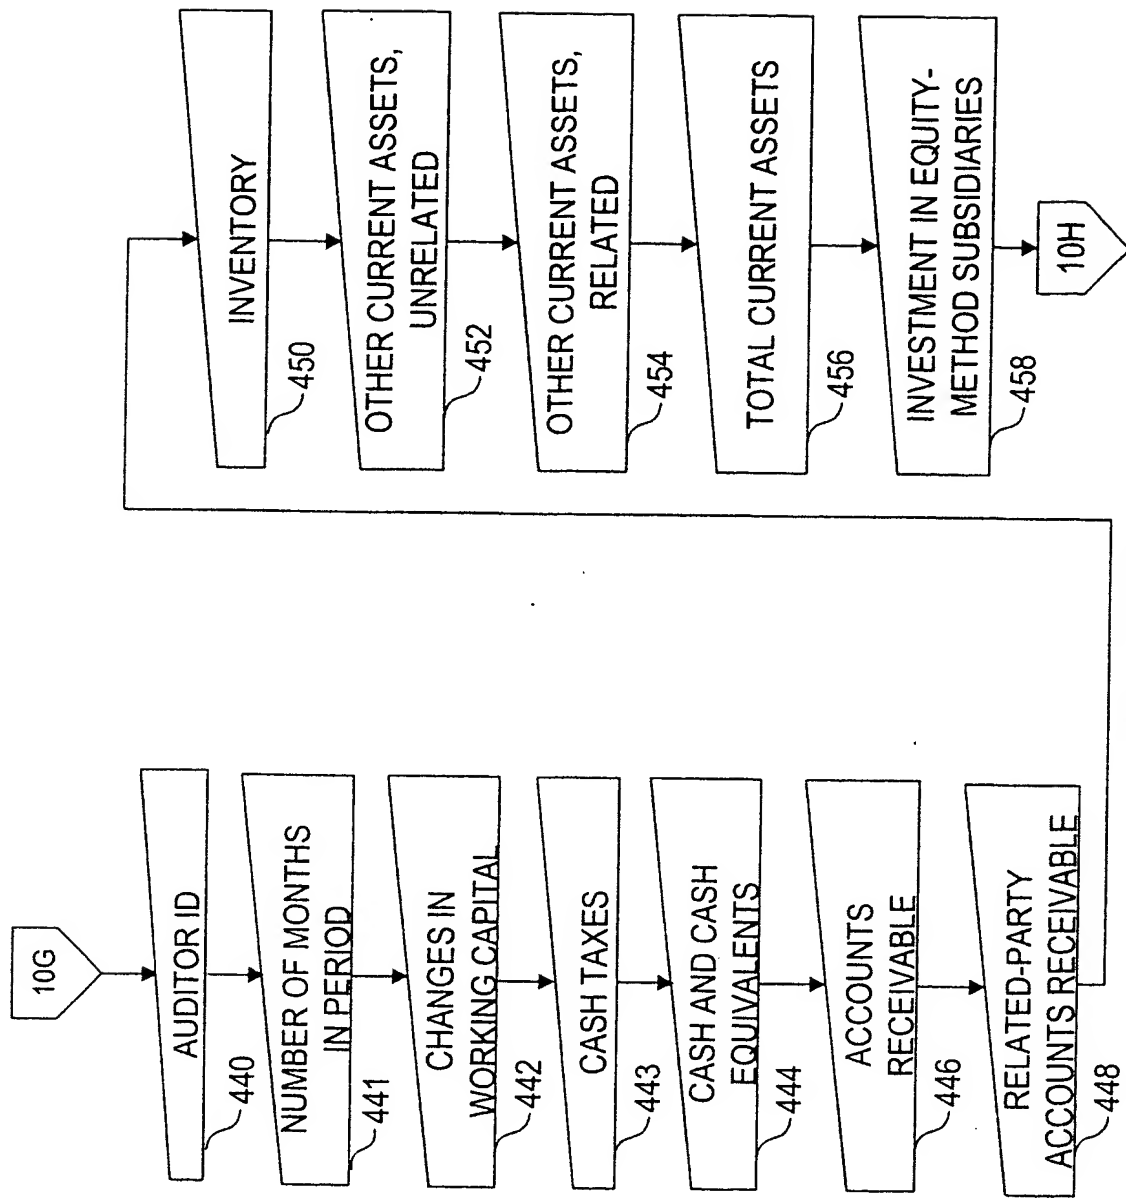 10G
AUDITOR ID
440
NUMBER OF MONTHS
IN PERIOD
441
CHANGES IN
WORKING CAPITAL
442
CASH TAXES
443
CASH AND CASH
EQUIVALENTS
444
ACCOUNTS
RECEIVABLE
446
RELATED-PARTY
ACCOUNTS RECEIVABLE
448
INVENTORY
450
OTHER CURRENT ASSETS,
UNRELATED
452
OTHER CURRENT ASSETS,
RELATED
454
TOTAL CURRENT ASSETS
456
INVESTMENT IN EQUITY-
METHOD SUBSIDIARIES
458
10H